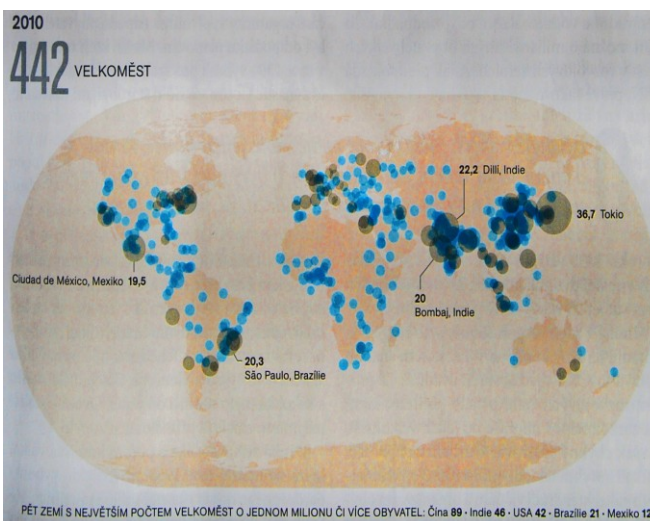 2010
442 VELKOMĚST
22,2 Dillí, Indie
36,7 Tokio
Ciudad de México, Mexiko 19,5
20
Bombaj, Indie
20,3
São Paulo, Brazílie
PĚT ZEMÍ S NEJVĚTŠÍM POČTEM VELKOMĚST O JEDNOM MILIONU ČI VÍCE OBYVATEL: Čína 89 · Indie 46 · USA 42 · Brazílie 21 · Mexiko 12